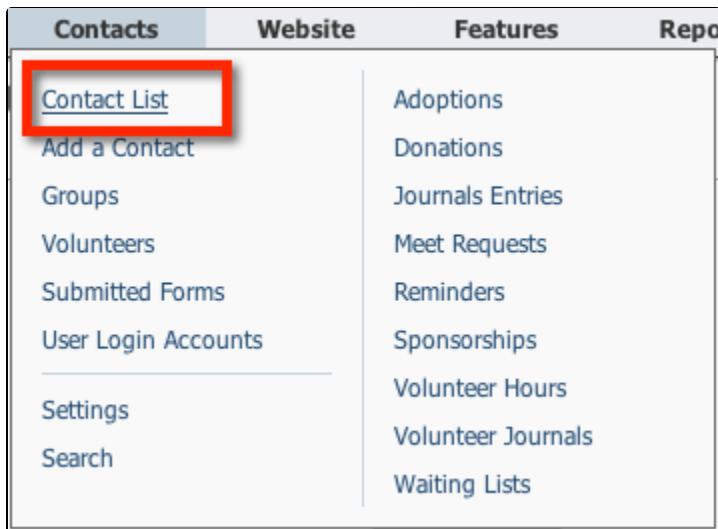 Contacts Website Features Repo
Contact List
Add a Contact
Groups
Volunteers
Submitted Forms
User Login Accounts
Settings
Search
Adoptions
Donations
Journals Entries
Meet Requests
Reminders
Sponsorships
Volunteer Hours
Volunteer Journals
Waiting Lists